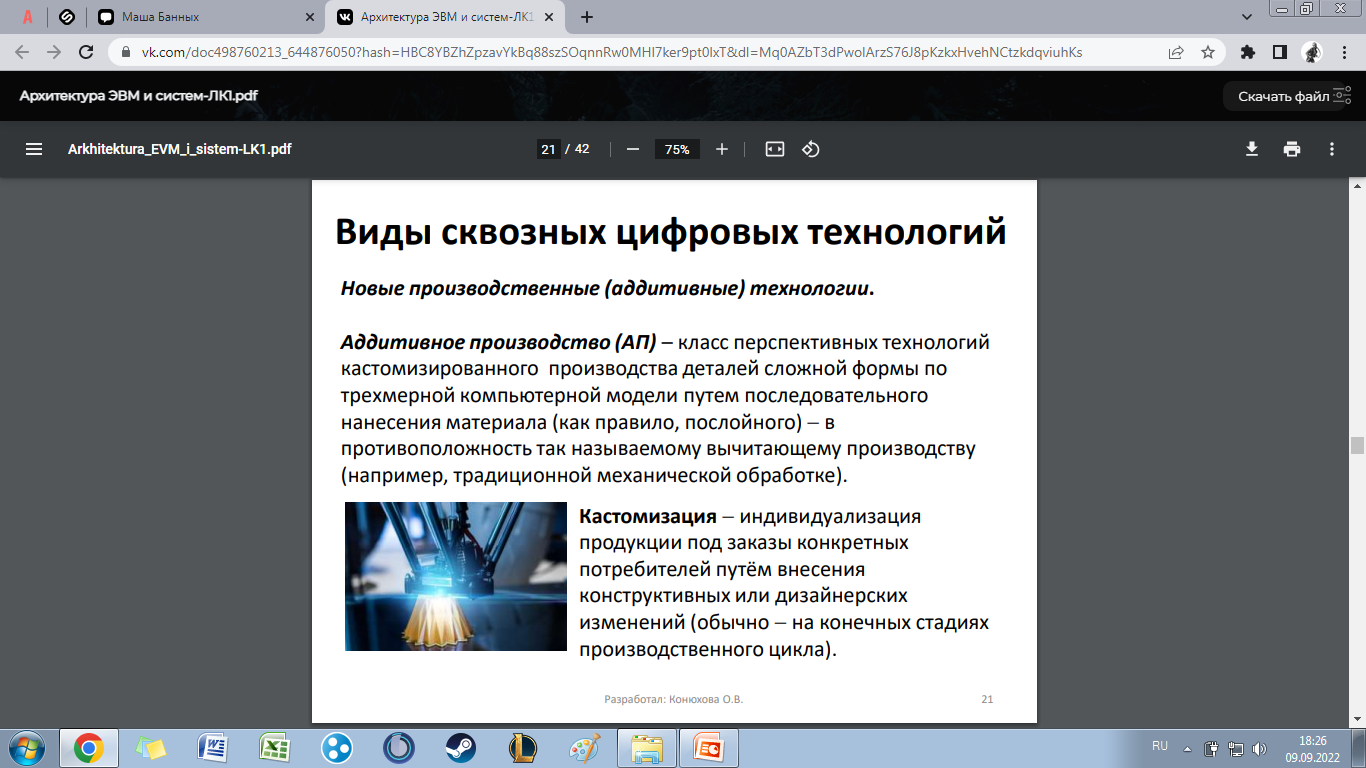 Маша Банных
Архитектура ЭВМ и систем-ЛК1
vk.com/doc498760213_644876050?hash=HBC8YBZhZpzavYkBq88szSOqnnRw0MHl7ker9pt0lxT&dl=Mq0AZbT3dPwolArzS76J8pKzkxHvehNCtzkdqviuhKs
Архитектура ЭВМ и систем-ЛК1.pdf
Скачать файл
Arkhitektura_EVM_i_sistem-LK1.pdf
21 / 42
75%
Виды сквозных цифровых технологий
Новые производственные (аддитивные) технологии.
Аддитивное производство (АП) – класс перспективных технологий
кастомизированного производства деталей сложной формы по
трехмерной компьютерной модели путем последовательного
нанесения материала (как правило, послойного) – в
противоположность так называемому вычитающему производству
(например, традиционной механической обработке).
Кастомизация – индивидуализация
продукции под заказы конкретных
потребителей путём внесения
конструктивных или дизайнерских
изменений (обычно – на конечных стадиях
производственного цикла).
Разработал: Конюхова О.В.
21
RU
18:26
09.09.2022